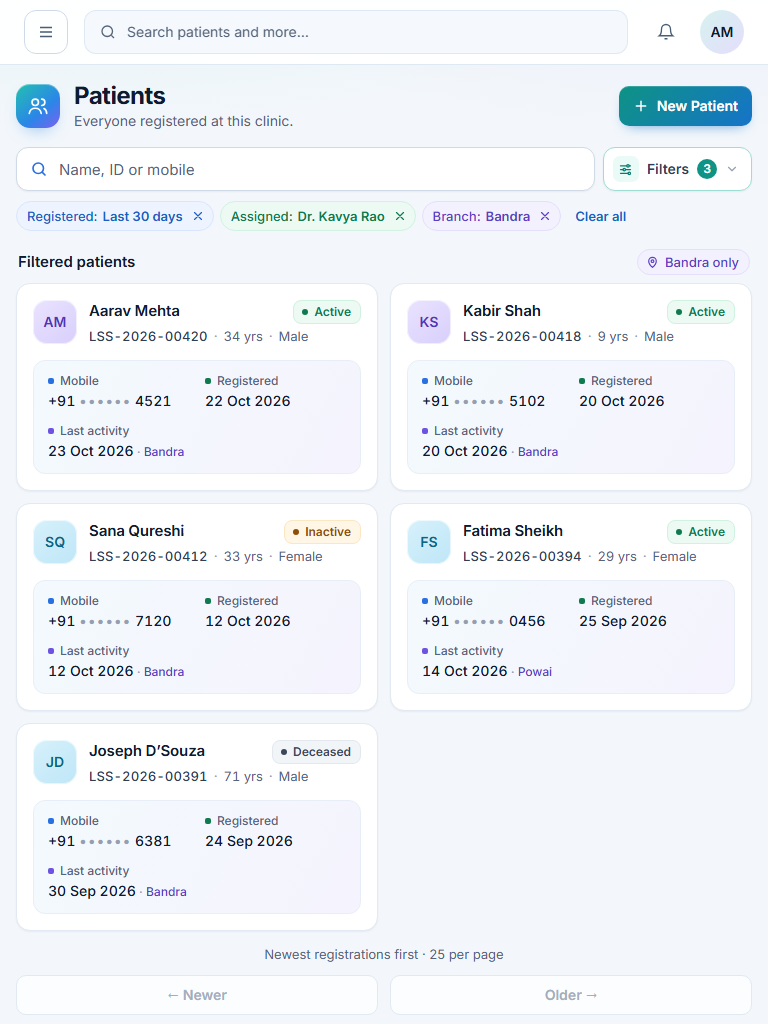 Search patients and more...
AM
Patients
Everyone registered at this clinic.
+ New Patient
Name, ID or mobile
Filters 3
Registered: Last 30 days ×
Assigned: Dr. Kavya Rao ×
Branch: Bandra ×
Clear all
Filtered patients
Bandra only
AM
Aarav Mehta
Active
LSS-2026-00420 · 34 yrs · Male
Mobile
Registered
+91 •••••• 4521
22 Oct 2026
Last activity
23 Oct 2026 · Bandra
KS
Kabir Shah
Active
LSS-2026-00418 · 9 yrs · Male
Mobile
Registered
+91 •••••• 5102
20 Oct 2026
Last activity
20 Oct 2026 · Bandra
SQ
Sana Qureshi
Inactive
LSS-2026-00412 · 33 yrs · Female
Mobile
Registered
+91 •••••• 7120
12 Oct 2026
Last activity
12 Oct 2026 · Bandra
FS
Fatima Sheikh
Active
LSS-2026-00394 · 29 yrs · Female
Mobile
Registered
+91 •••••• 0456
25 Sep 2026
Last activity
14 Oct 2026 · Powai
JD
Joseph D’Souza
Deceased
LSS-2026-00391 · 71 yrs · Male
Mobile
Registered
+91 •••••• 6381
24 Sep 2026
Last activity
30 Sep 2026 · Bandra
Newest registrations first · 25 per page
← Newer
Older →